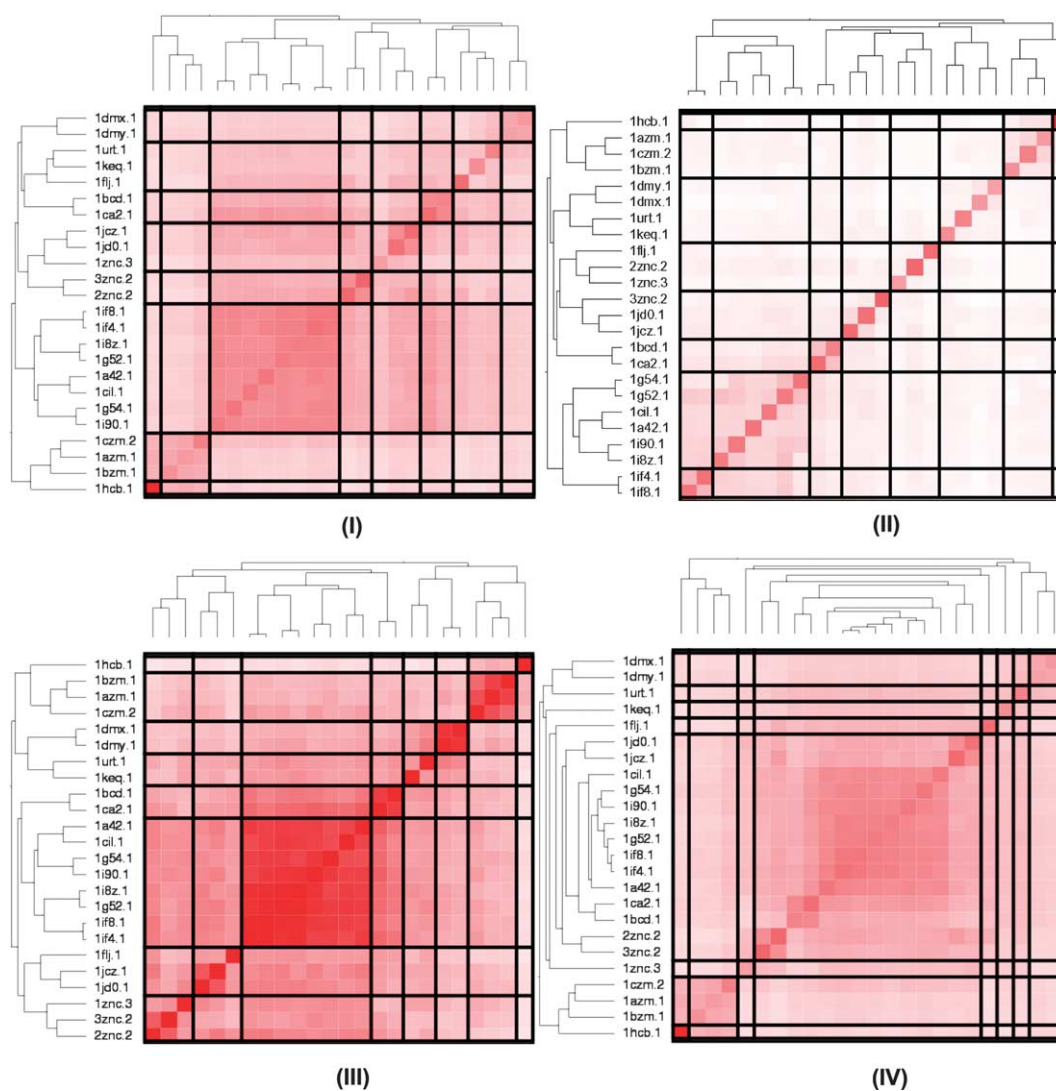 1dmx.1
1dmy.1
1urt.1
1keq.1
1flj.1
1bcd.1
1ca2.1
1jcz.1
1jd0.1
1znc.3
3znc.2
2znc.2
1if8.1
1if4.1
1i8z.1
1g52.1
1a42.1
1cil.1
1g54.1
1i90.1
1czm.2
1azm.1
1bzm.1
1hcb.1
(I)
1hcb.1
1azm.1
1czm.2
1bzm.1
1dmy.1
1dmx.1
1urt.1
1keq.1
1flj.1
2znc.2
1znc.3
3znc.2
1jd0.1
1jcz.1
1bcd.1
1ca2.1
1g54.1
1g52.1
1cil.1
1a42.1
1i90.1
1i8z.1
1if4.1
1if8.1
(II)
1hcb.1
1bzm.1
1azm.1
1czm.2
1dmx.1
1dmy.1
1urt.1
1keq.1
1bcd.1
1ca2.1
1a42.1
1cil.1
1g54.1
1i90.1
1i8z.1
1g52.1
1if8.1
1if4.1
1flj.1
1jcz.1
1jd0.1
1znc.3
3znc.2
2znc.2
(III)
1dmx.1
1dmy.1
1urt.1
1keq.1
1flj.1
1jd0.1
1jcz.1
1cil.1
1g54.1
1i90.1
1i8z.1
1g52.1
1if8.1
1if4.1
1a42.1
1ca2.1
1bcd.1
2znc.2
3znc.2
1znc.3
1czm.2
1azm.1
1bzm.1
1hcb.1
(IV)